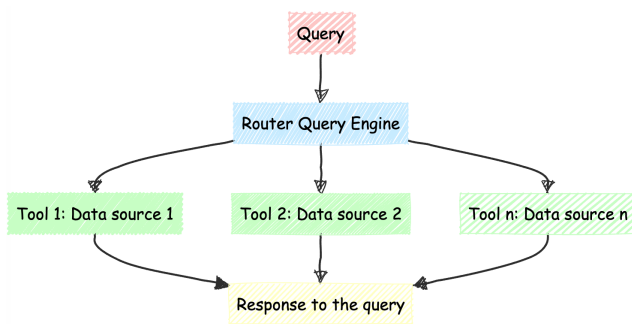 Query
Router Query Engine
Tool 1: Data source 1
Tool 2: Data source 2
Tool n: Data source n
Response to the query